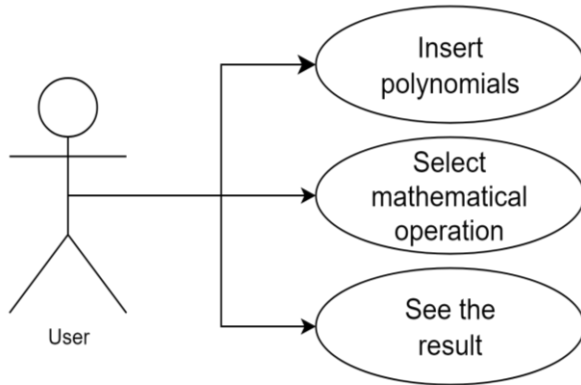 Insert
polynomials
Select
mathematical
operation
See the
result
User